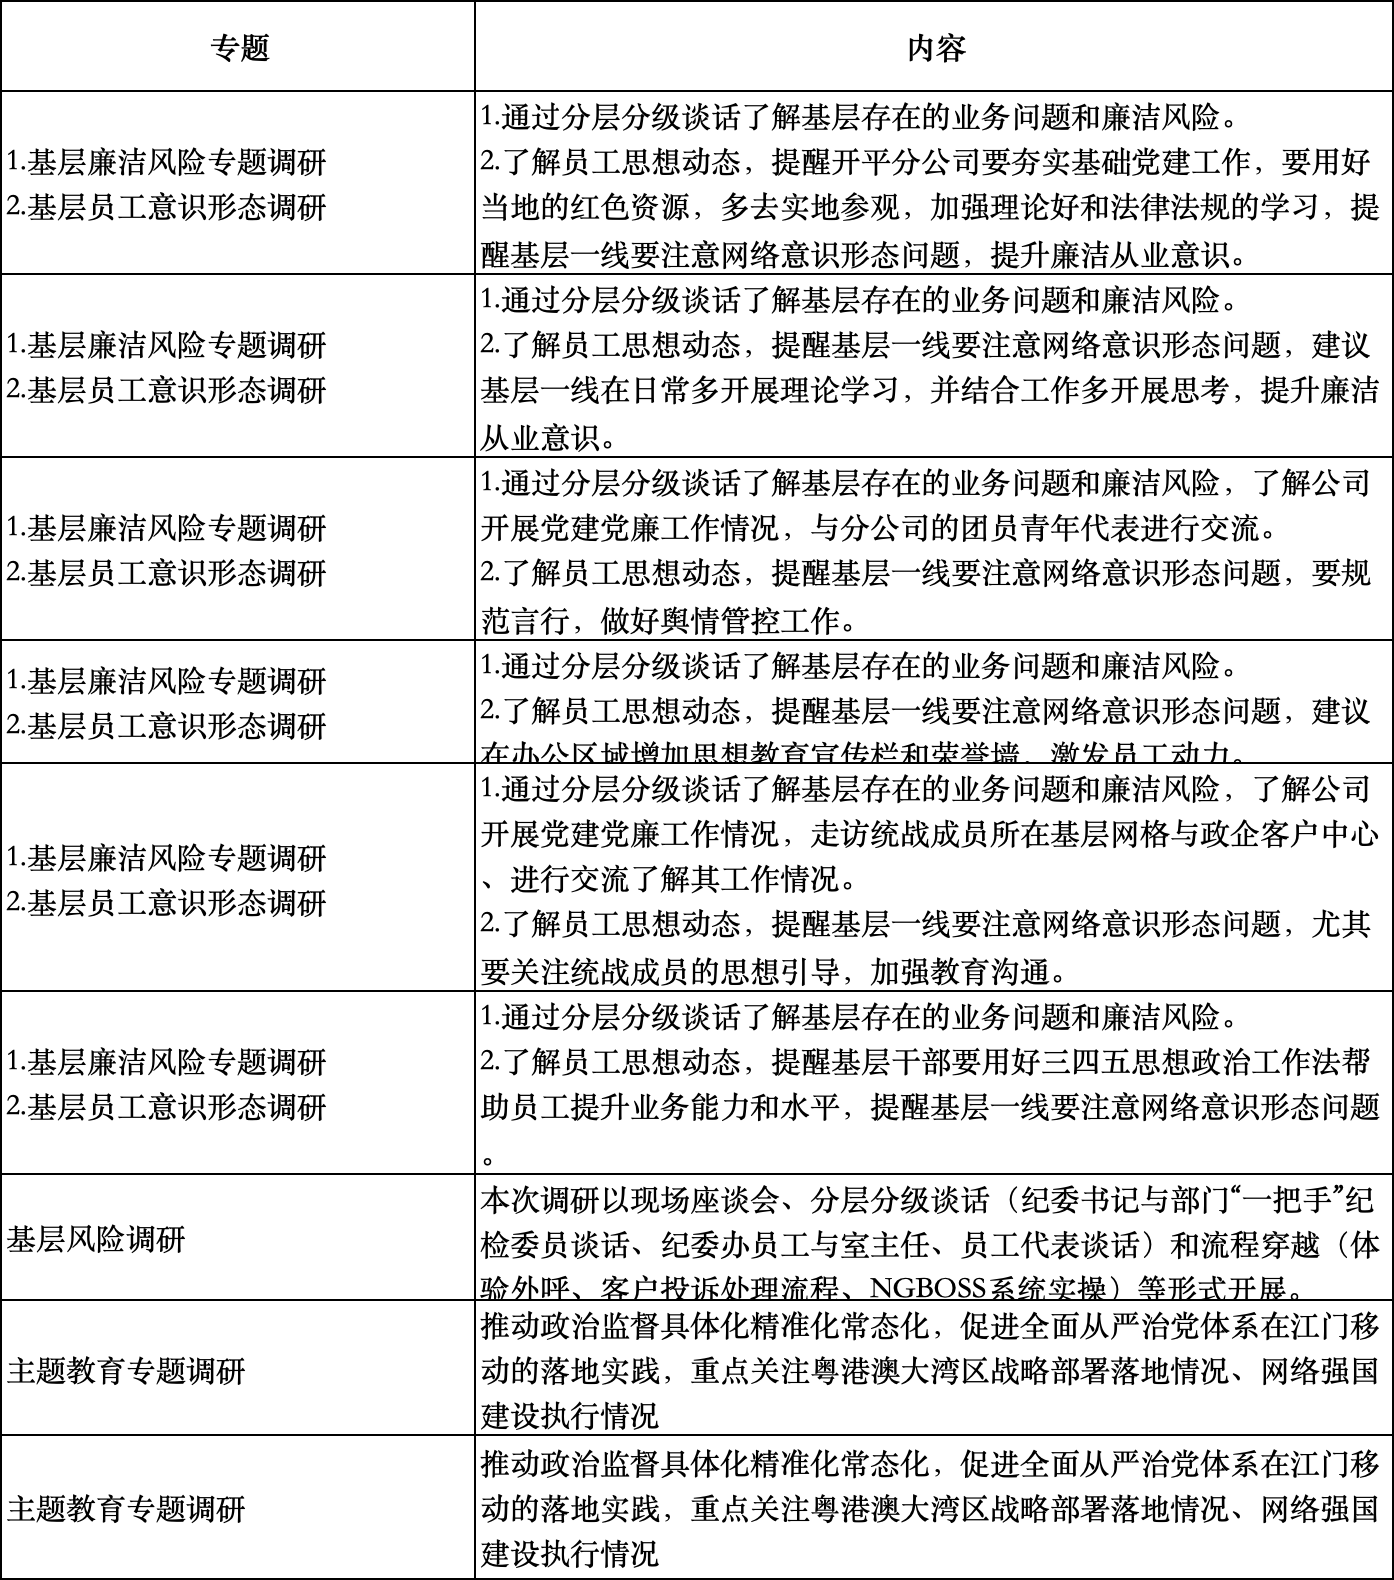 专题
内容
1.基层廉洁风险专题调研
2.基层员工意识形态调研
1.通过分层分级谈话了解基层存在的业务问题和廉洁风险。
2.了解员工思想动态，提醒开平分公司要夯实基础党建工作，要用好
当地的红色资源，多去实地参观，加强理论好和法律法规的学习，提
醒基层一线要注意网络意识形态问题，提升廉洁从业意识。
1.基层廉洁风险专题调研
2.基层员工意识形态调研
1.通过分层分级谈话了解基层存在的业务问题和廉洁风险。
2.了解员工思想动态，提醒基层一线要注意网络意识形态问题，建议
基层一线在日常多开展理论学习，并结合工作多开展思考，提升廉洁
从业意识。
1.基层廉洁风险专题调研
2.基层员工意识形态调研
1.通过分层分级谈话了解基层存在的业务问题和廉洁风险，了解公司
开展党建党廉工作情况，与分公司的团员青年代表进行交流。
2.了解员工思想动态，提醒基层一线要注意网络意识形态问题，要规
范言行，做好舆情管控工作。
1.基层廉洁风险专题调研
2.基层员工意识形态调研
1.通过分层分级谈话了解基层存在的业务问题和廉洁风险。
2.了解员工思想动态，提醒基层一线要注意网络意识形态问题，建议
在办公区域增加思想教育宣传栏和荣誉墙，激发员工动力。
1.基层廉洁风险专题调研
2.基层员工意识形态调研
1.通过分层分级谈话了解基层存在的业务问题和廉洁风险，了解公司
开展党建党廉工作情况，走访统战成员所在基层网格与政企客户中心
、进行交流了解其工作情况。
2.了解员工思想动态，提醒基层一线要注意网络意识形态问题，尤其
要关注统战成员的思想引导，加强教育沟通。
1.基层廉洁风险专题调研
2.基层员工意识形态调研
1.通过分层分级谈话了解基层存在的业务问题和廉洁风险。
2.了解员工思想动态，提醒基层干部要用好三四五思想政治工作法帮
助员工提升业务能力和水平，提醒基层一线要注意网络意识形态问题
。
基层风险调研
本次调研以现场座谈会、分层分级谈话（纪委书记与部门“一把手”纪
检委员谈话、纪委办员工与室主任、员工代表谈话）和流程穿越（体
验外呼、客户投诉处理流程、NGBOSS系统实操）等形式开展。
主题教育专题调研
推动政治监督具体化精准化常态化，促进全面从严治党体系在江门移
动的落地实践，重点关注粤港澳大湾区战略部署落地情况、网络强国
建设执行情况
主题教育专题调研
推动政治监督具体化精准化常态化，促进全面从严治党体系在江门移
动的落地实践，重点关注粤港澳大湾区战略部署落地情况、网络强国
建设执行情况